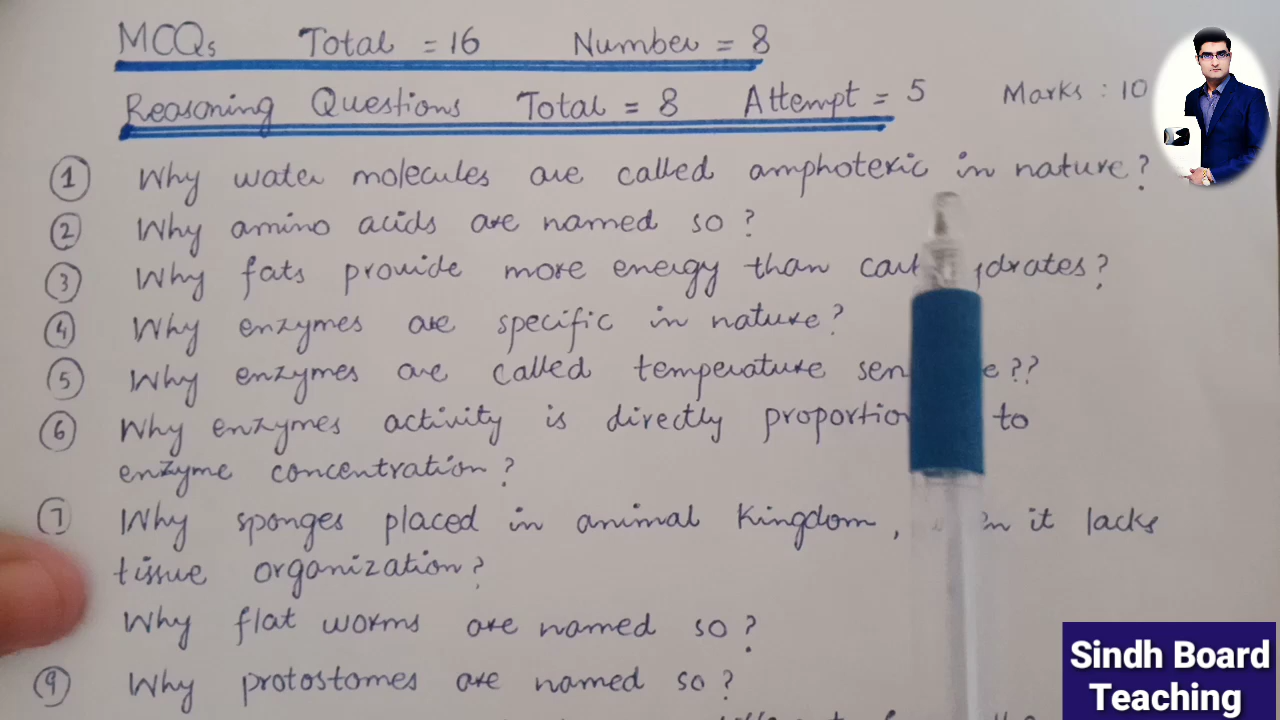 MCQs Total = 16 Number = 8
Reasoning Questions Total = 8 Attempt = 5 Marks : 10
① Why water molecules are called amphoteric in nature?
② Why amino acids are named so?
③ Why fats provide more energy than
④ Why enzymes are specific in nature?
⑤ Why enzymes are called temperature ??
⑥ Why enzymes activity is directly to
enzyme concentration?
⑦ Why sponges placed in animal Kingdom, it lacks
tissue organization?
Why flat worms are named so?
⑨ Why protostomes are named so?
Sindh Board
Teaching